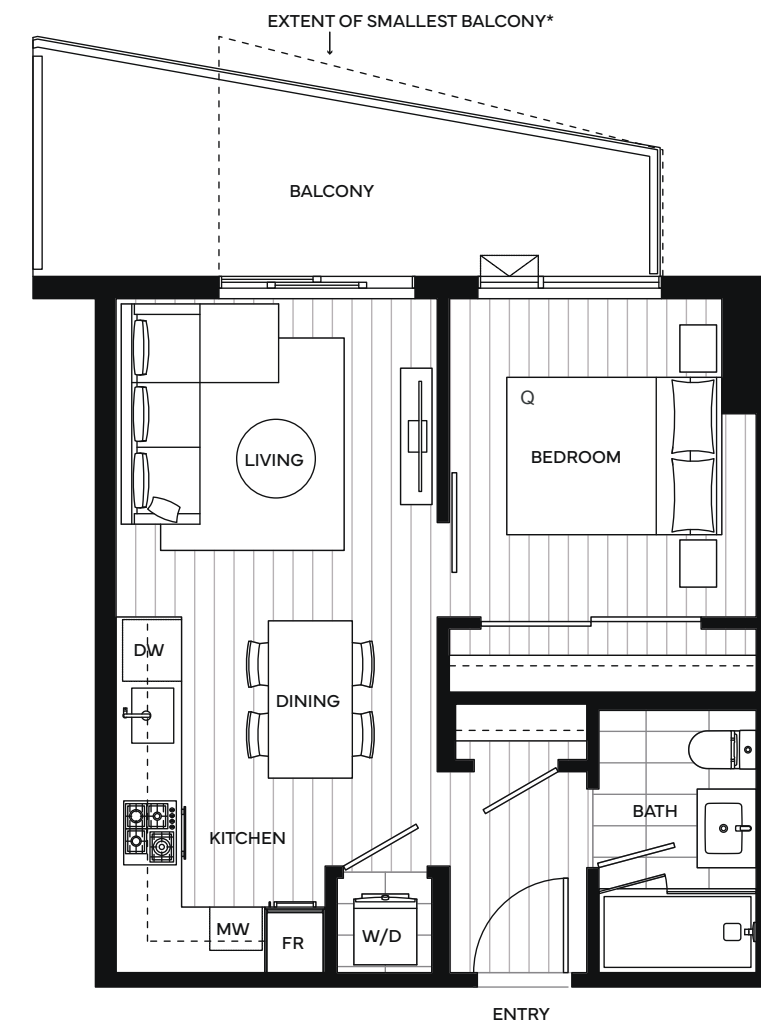 EXTENT OF SMALLEST BALCONY*
BALCONY
Q
LIVING
BEDROOM
DW
DINING
BATH
KITCHEN
MW
FR
W/D
ENTRY